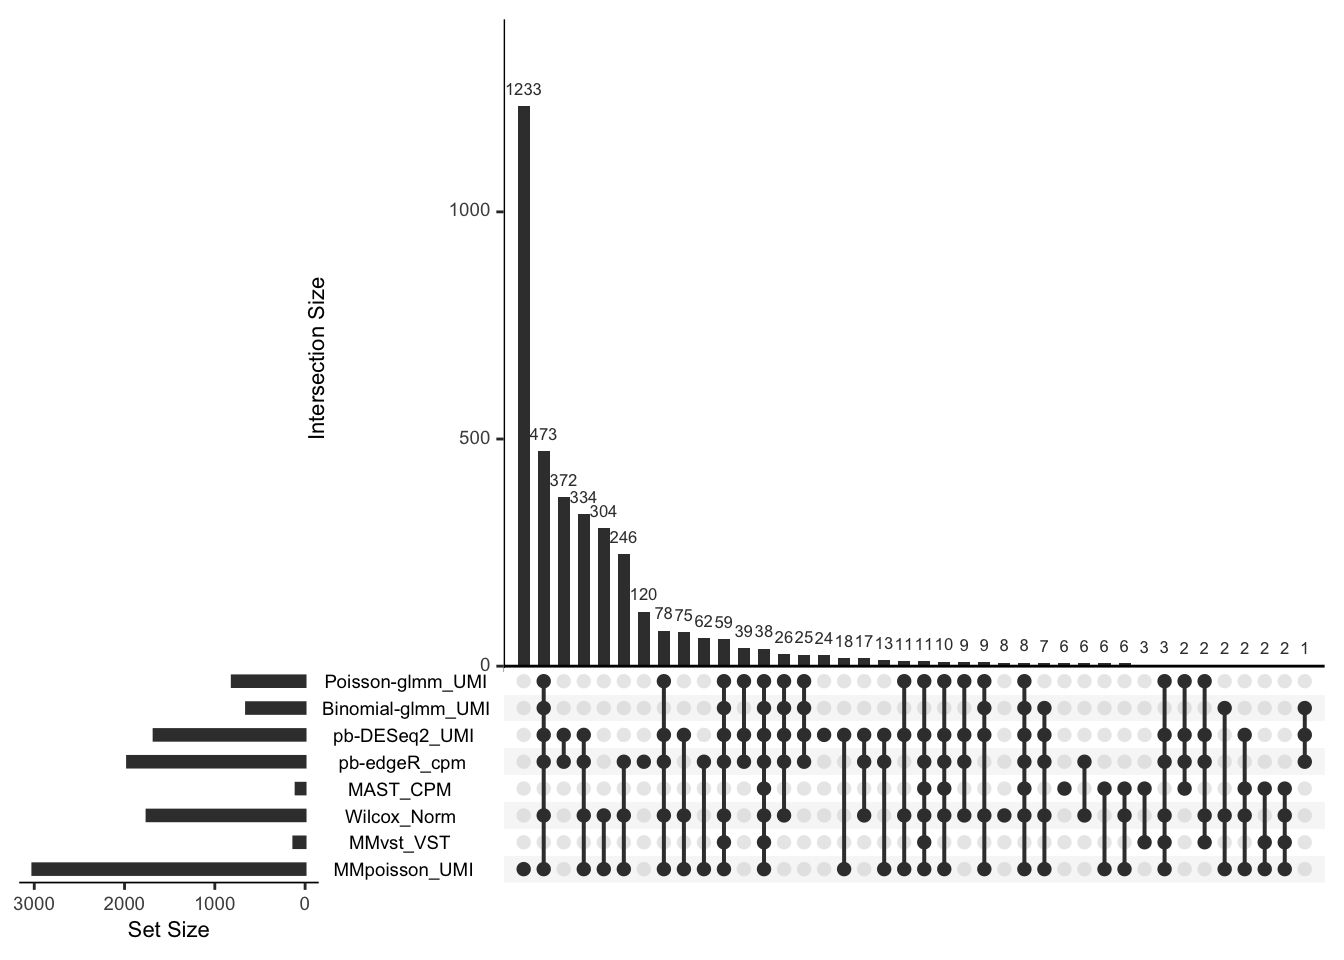 1233
473
372
334
304
246
120
78 75 62 59 39 38 26 25 24 18 17 13 11 11 10 9 9 8 8 7 6 6 6 6 3 3 2 2 2 2 2 2 1
1000
500
0
Intersection Size
Poisson-glmm_UMI
Binomial-glmm_UMI
pb-DESeq2_UMI
pb-edgeR_cpm
MAST_CPM
Wilcox_Norm
MMvst_VST
MMpoisson_UMI
3000 2000 1000 0
Set Size